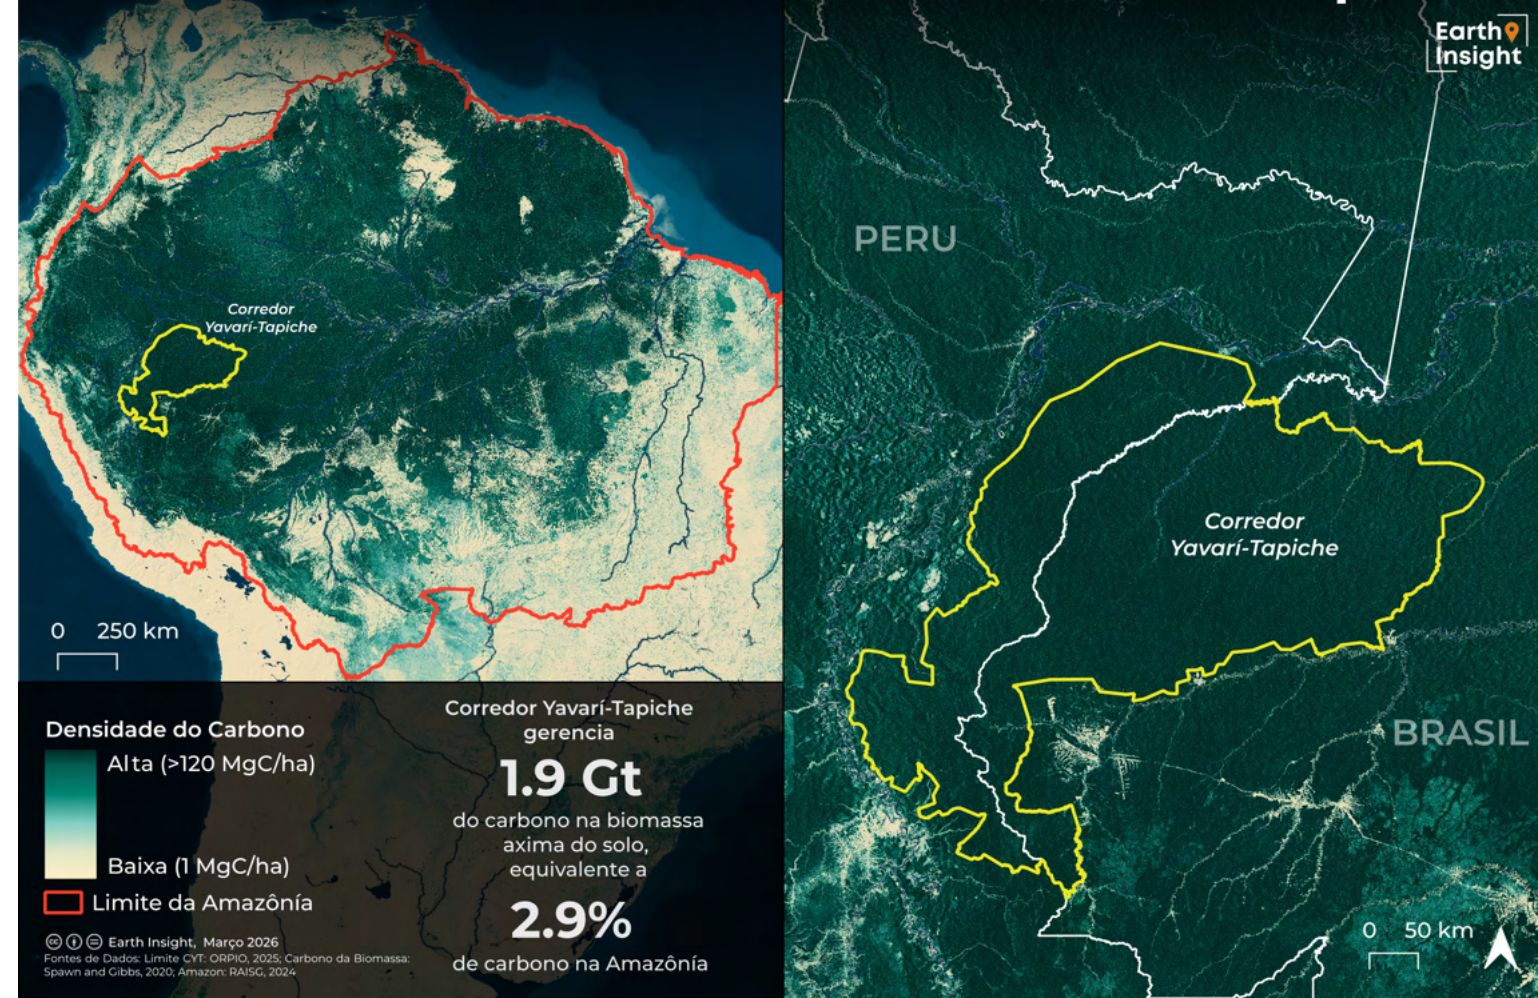 Earth
Insight
PERU
Corredor
Yavarí-Tapiche
Corredor
Yavarí-Tapiche
BRASIL
0 250 km
0 50 km
Densidade do Carbono
Alta (>120 MgC/ha)
Baixa (1 MgC/ha)
Limite da Amazônía
Earth Insight, Março 2026
Fontes de Dados: Limite CYT: ORPIO, 2025; Carbono da Biomassa:
Spawn and Gibbs, 2020; Amazon: RAISG, 2024
Corredor Yavarí-Tapiche
gerencia
1.9 Gt
do carbono na biomassa
axima do solo,
equivalente a
2.9%
de carbono na Amazônía